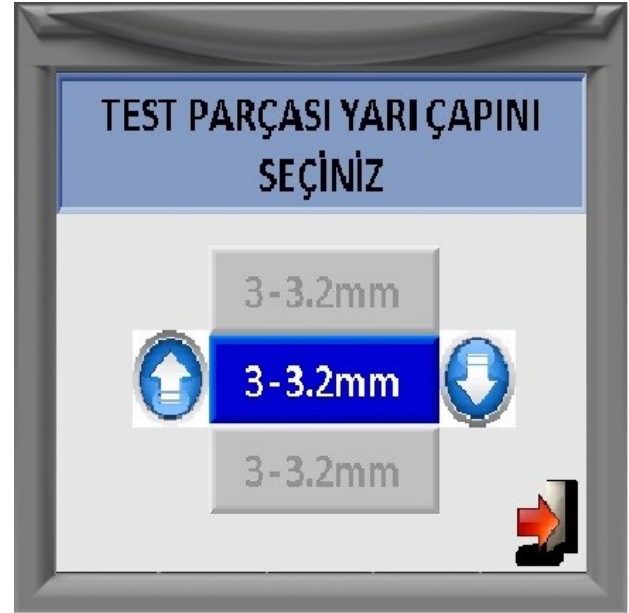 TEST PARÇASI YARI ÇAPINI
SEÇİNİZ
3-3.2mm
3-3.2mm
3-3.2mm